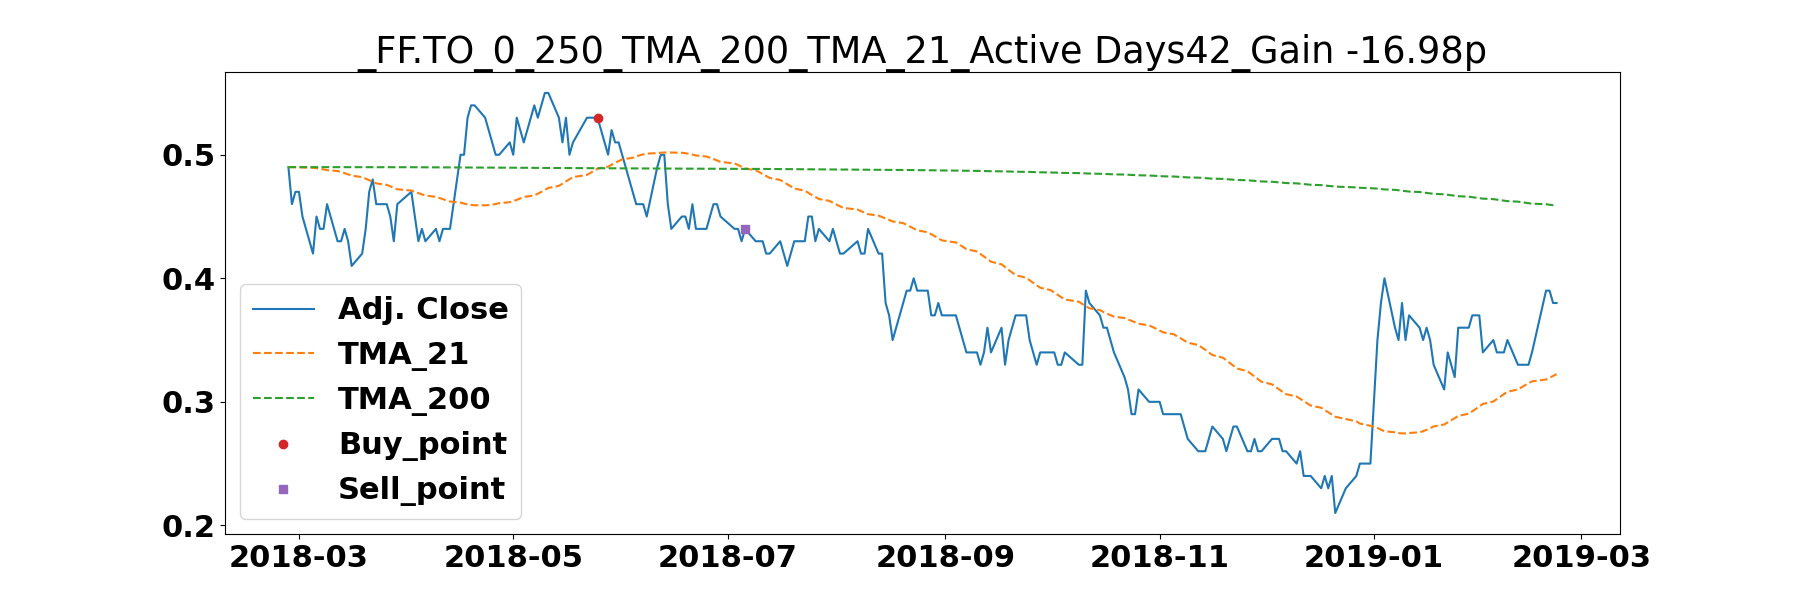 _FF.TO_0_250_TMA_200_TMA_21_Active Days42_Gain -16.98p
0.5
0.4
0.3
0.2
Adj. Close
TMA_21
TMA_200
Buy_point
Sell_point
2018-03 2018-05 2018-07 2018-09 2018-11 2019-01 2019-03